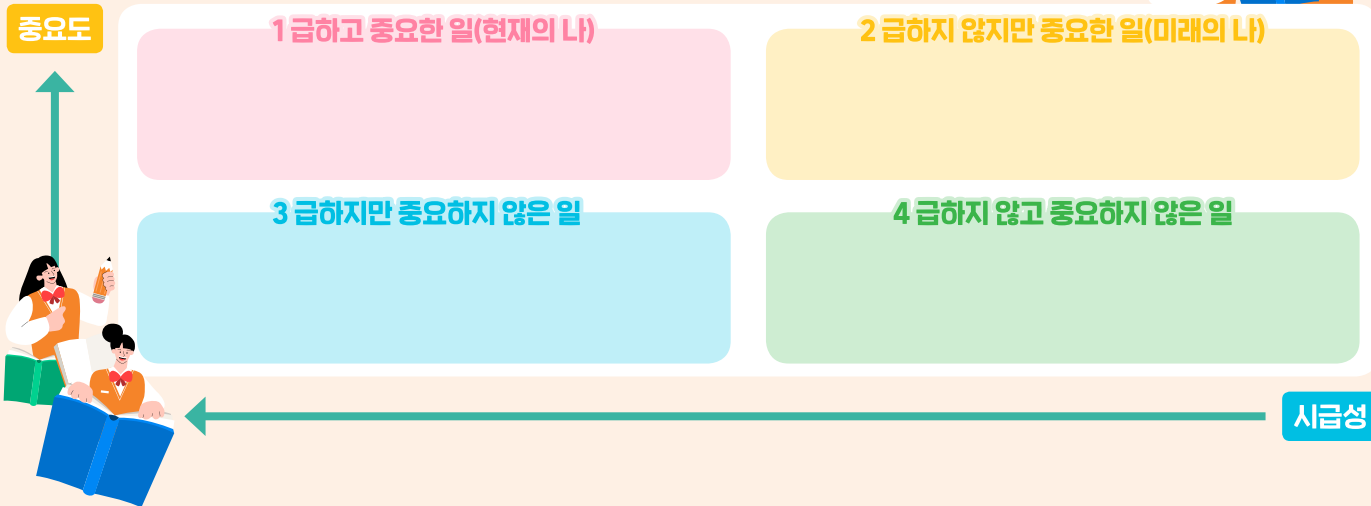 중요도
1 급하고 중요한 일(현재의 나)
2 급하지 않지만 중요한 일(미래의 나)
3 급하지만 중요하지 않은 일
4 급하지 않고 중요하지 않은 일
시급성